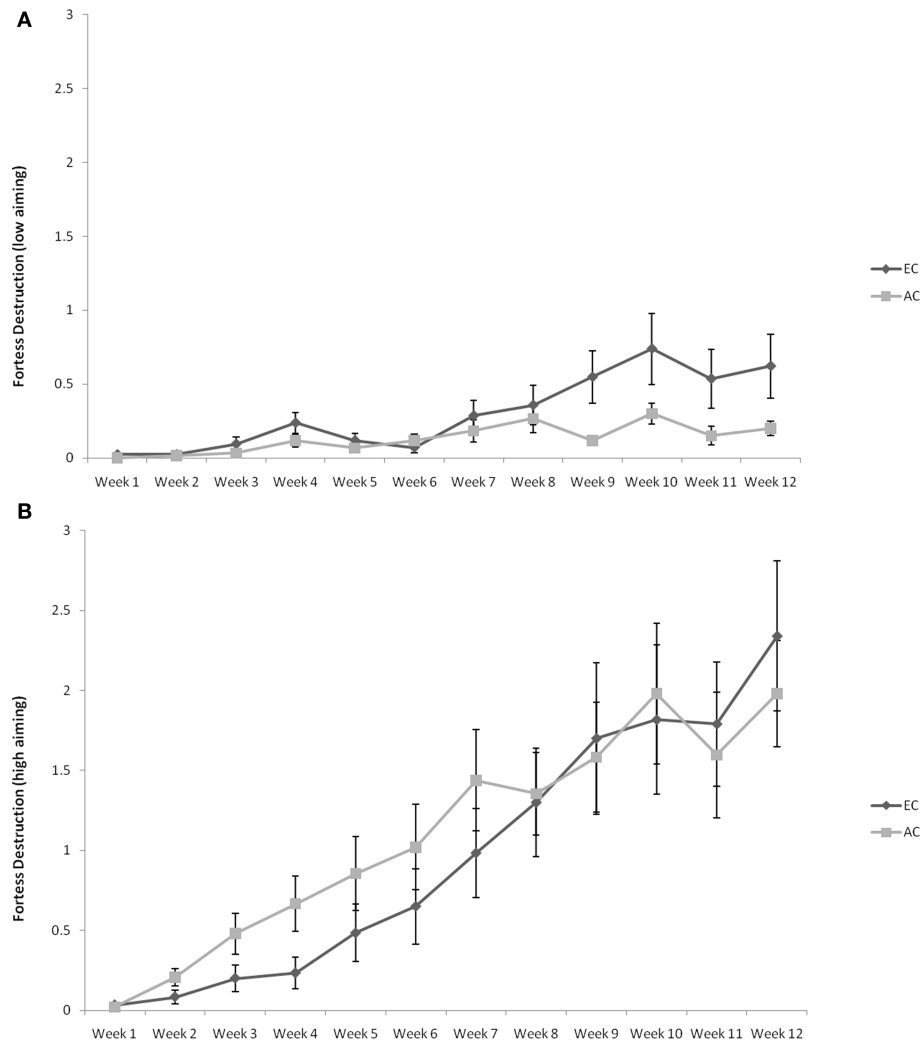 A
3
2.5
2
1.5
1
0.5
0
Fortess Destruction (low aiming)
Week 1 Week 2 Week 3 Week 4 Week 5 Week 6 Week 7 Week 8 Week 9 Week 10 Week 11 Week 12
EC
AC
B
3
2.5
2
1.5
1
0.5
0
Fortess Destruction (high aiming)
Week 1 Week 2 Week 3 Week 4 Week 5 Week 6 Week 7 Week 8 Week 9 Week 10 Week 11 Week 12
EC
AC